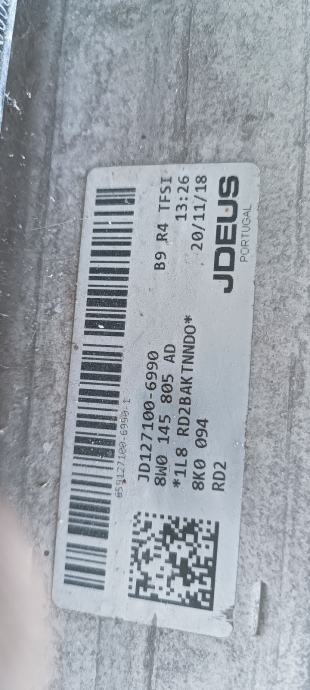 JD127100-6990
8W0 145 805 AD
*1L8 RD2BAKTNNDO*
8K0 094
RD2
B9 R4 TFSI
13:26
20/11/18
JDEUS
PORTUGAL